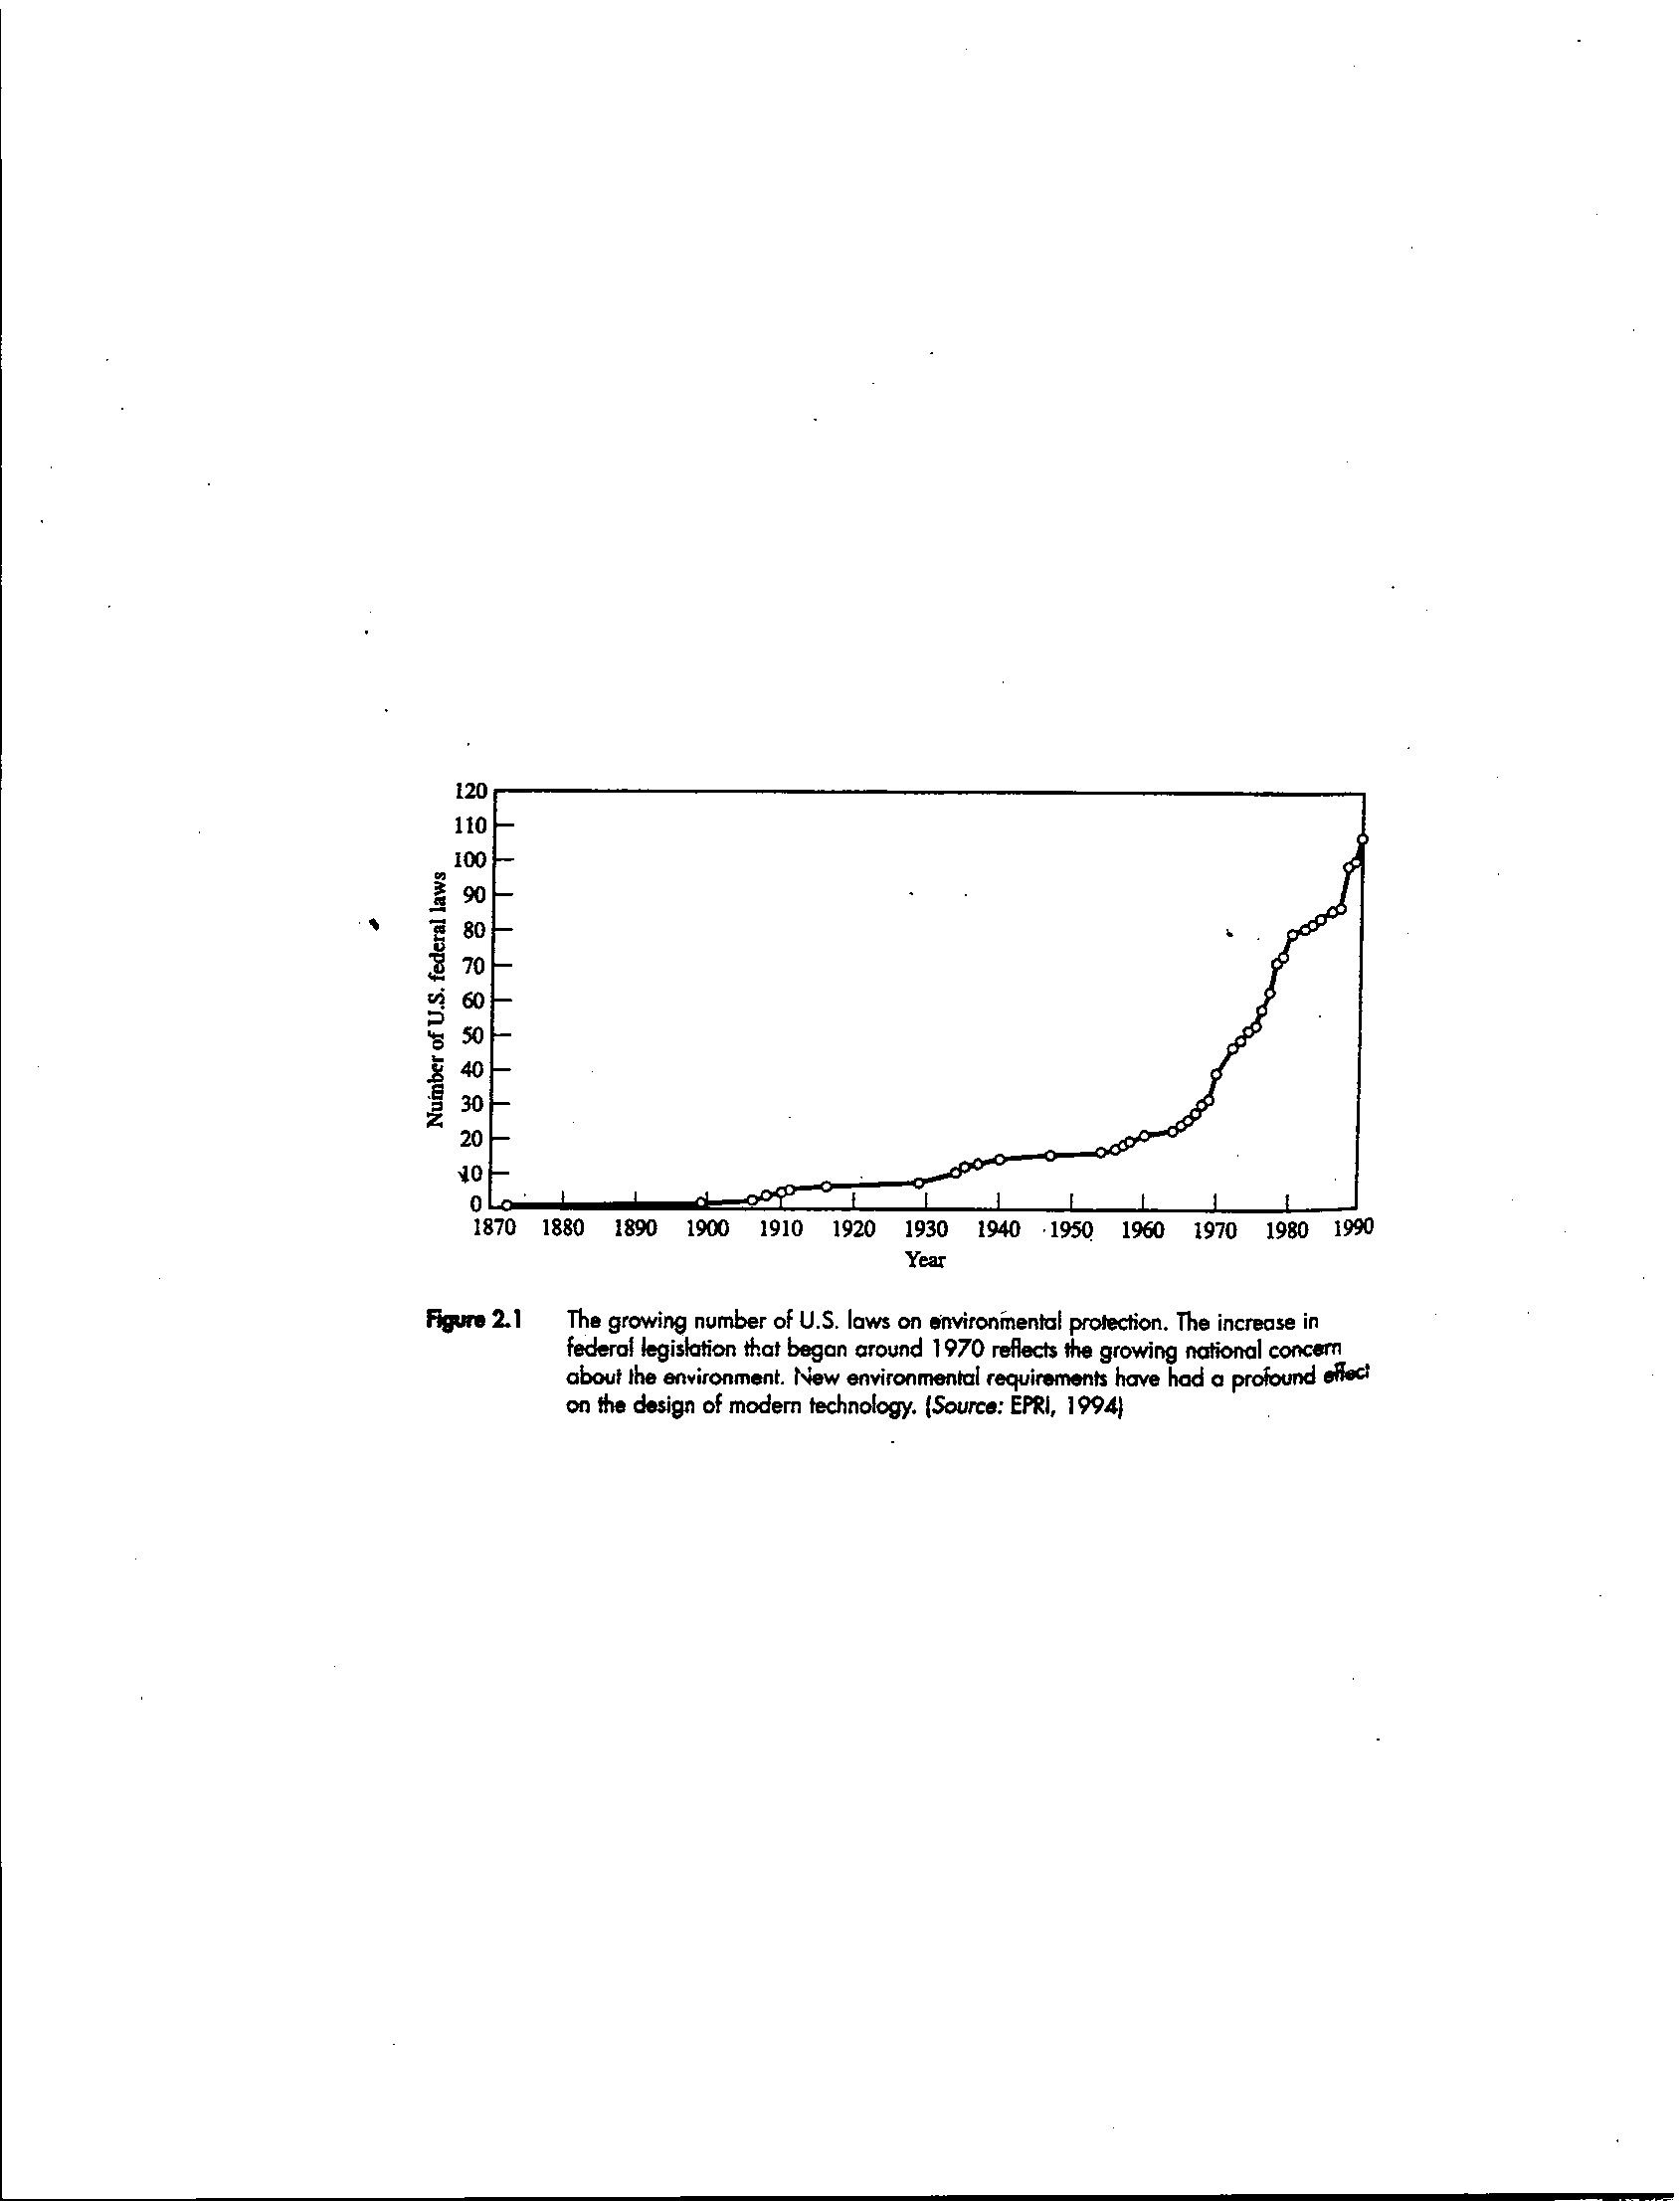 120
110
100
90
80
70
60
50
40
30
20
10
0
Number of U.S. federal laws
1870 1880 1890 1900 1910 1920 1930 1940 1950 1960 1970 1980 1990
Year
Figure 2.1 The growing number of U.S. laws on environmental protection. The increase in
federal legislation that began around 1970 reflects the growing national concern
about the environment. New environmental requirements have had a profound effect
on the design of modern technology. (Source: EPRI, 1994)